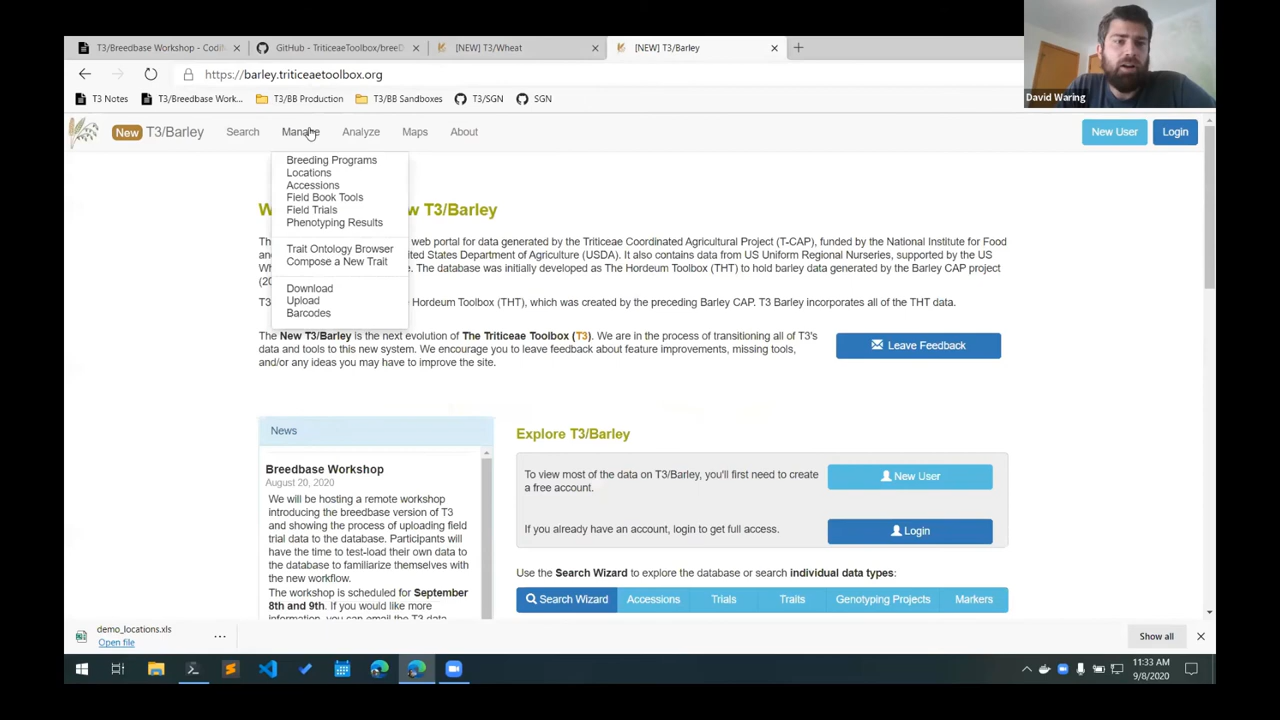 T3/Breedbase Workshop - CodiM
GitHub - TriticeaeToolbox/breeD
[NEW] T3/Wheat
[NEW] T3/Barley
https://barley.triticeaetoolbox.org
T3 Notes
T3/Breedbase Work...
T3/BB Production
T3/BB Sandboxes
T3/SGN
SGN
David Waring
New T3/Barley
Search
Manage
Analyze
Maps
About
New User
Login
Breeding Programs
Locations
Accessions
Field Book Tools
Field Trials
Phenotyping Results
Trait Ontology Browser
Compose a New Trait
Download
Upload
Barcodes
W w T3/Barley
The web portal for data generated by the Triticeae Coordinated Agricultural Project (T-CAP), funded by the National Institute for Food
and ited States Department of Agriculture (USDA). It also contains data from US Uniform Regional Nurseries, supported by the US
Wh e. The database was initially developed as The Hordeum Toolbox (THT) to hold barley data generated by the Barley CAP project
(20
T3 Hordeum Toolbox (THT), which was created by the preceding Barley CAP. T3 Barley incorporates all of the THT data.
The New T3/Barley is the next evolution of The Triticeae Toolbox (T3). We are in the process of transitioning all of T3's
data and tools to this new system. We encourage you to leave feedback about feature improvements, missing tools,
and/or any ideas you may have to improve the site.
Leave Feedback
News
Breedbase Workshop
August 20, 2020
We will be hosting a remote workshop
introducing the breedbase version of T3
and showing the process of uploading field
trial data to the database. Participants will
have the time to test-load their own data to
the database to familiarize themselves with
the new workflow.
The workshop is scheduled for September
8th and 9th. If you would like more
information, you can email the T3 data
Explore T3/Barley
To view most of the data on T3/Barley, you'll first need to create
a free account.
New User
If you already have an account, login to get full access.
Login
Use the Search Wizard to explore the database or search individual data types:
Search Wizard
Accessions
Trials
Traits
Genotyping Projects
Markers
demo_locations.xls
Open file
Show all
11:33 AM
9/8/2020